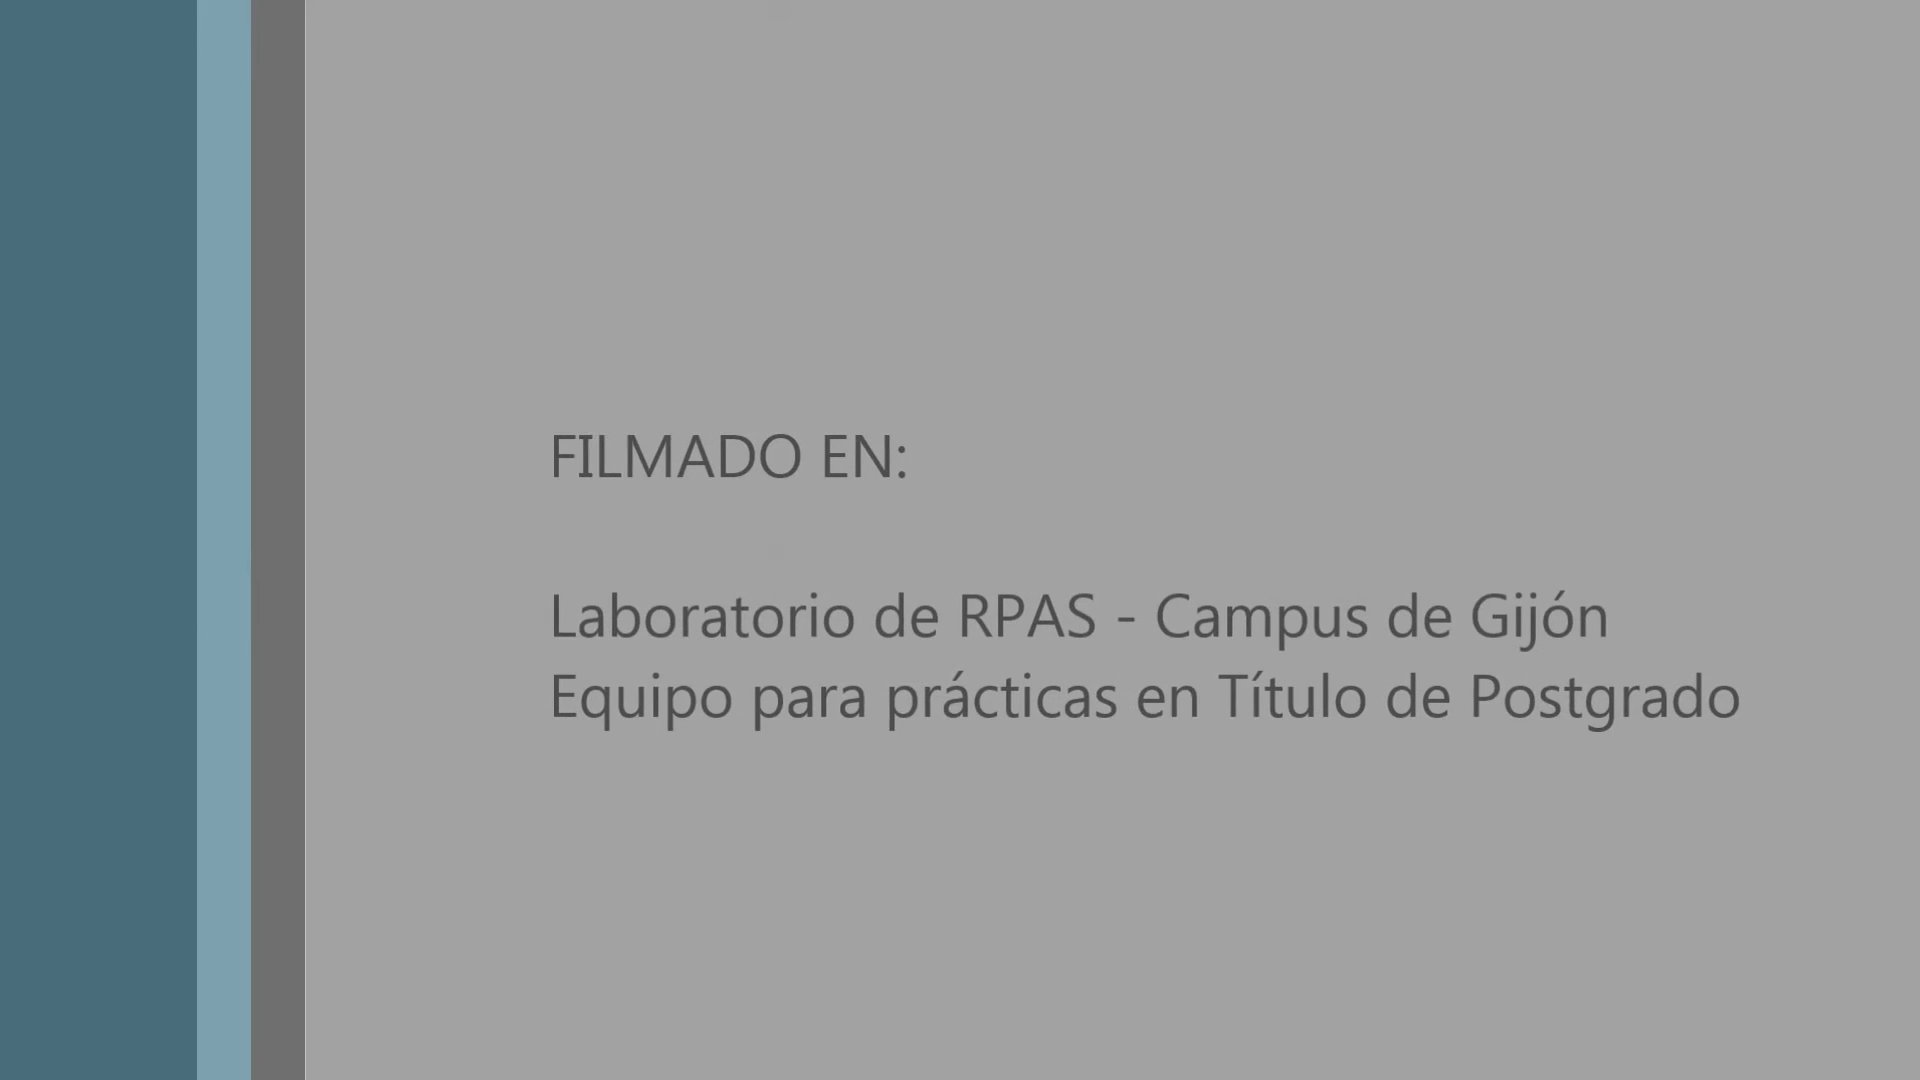 FILMADO EN:
Laboratorio de RPAS - Campus de Gijón
Equipo para prácticas en Título de Postgrado